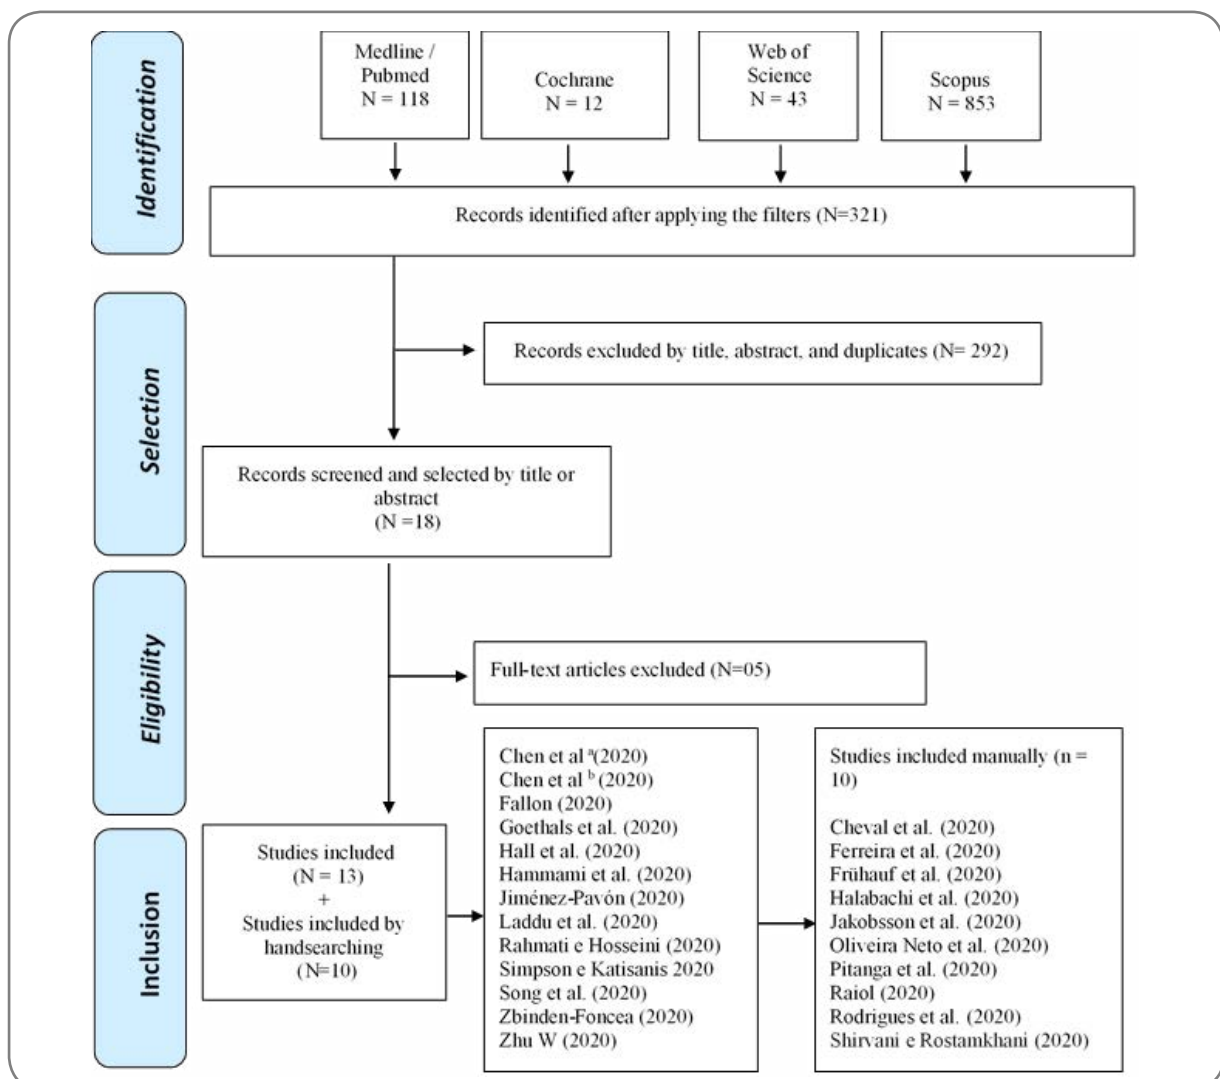 Identification
Medline /
Pubmed
N = 118
Cochrane
N = 12
Web of
Science
N = 43
Scopus
N = 853
Records identified after applying the filters (N=321)
Selection
Records excluded by title, abstract, and duplicates (N= 292)
Records screened and selected by title or
abstract
(N =18)
Eligibility
Full-text articles excluded (N=05)
Inclusion
Studies included
(N = 13)
+
Studies included by
handsearching
(N=10)
Chen et al ª(2020)
Chen et al ᵇ (2020)
Fallon (2020)
Goethals et al. (2020)
Hall et al. (2020)
Hammami et al. (2020)
Jiménez-Pavón (2020)
Laddu et al. (2020)
Rahmati e Hosseini (2020)
Simpson e Katisanis 2020
Song et al. (2020)
Zbinden-Foncea (2020)
Zhu W (2020)
Studies included manually (n =
10)
Cheval et al. (2020)
Ferreira et al. (2020)
Frühauf et al. (2020)
Halabachi et al. (2020)
Jakobsson et al. (2020)
Oliveira Neto et al. (2020)
Pitanga et al. (2020)
Raiol (2020)
Rodrigues et al. (2020)
Shirvani e Rostamkhani (2020)